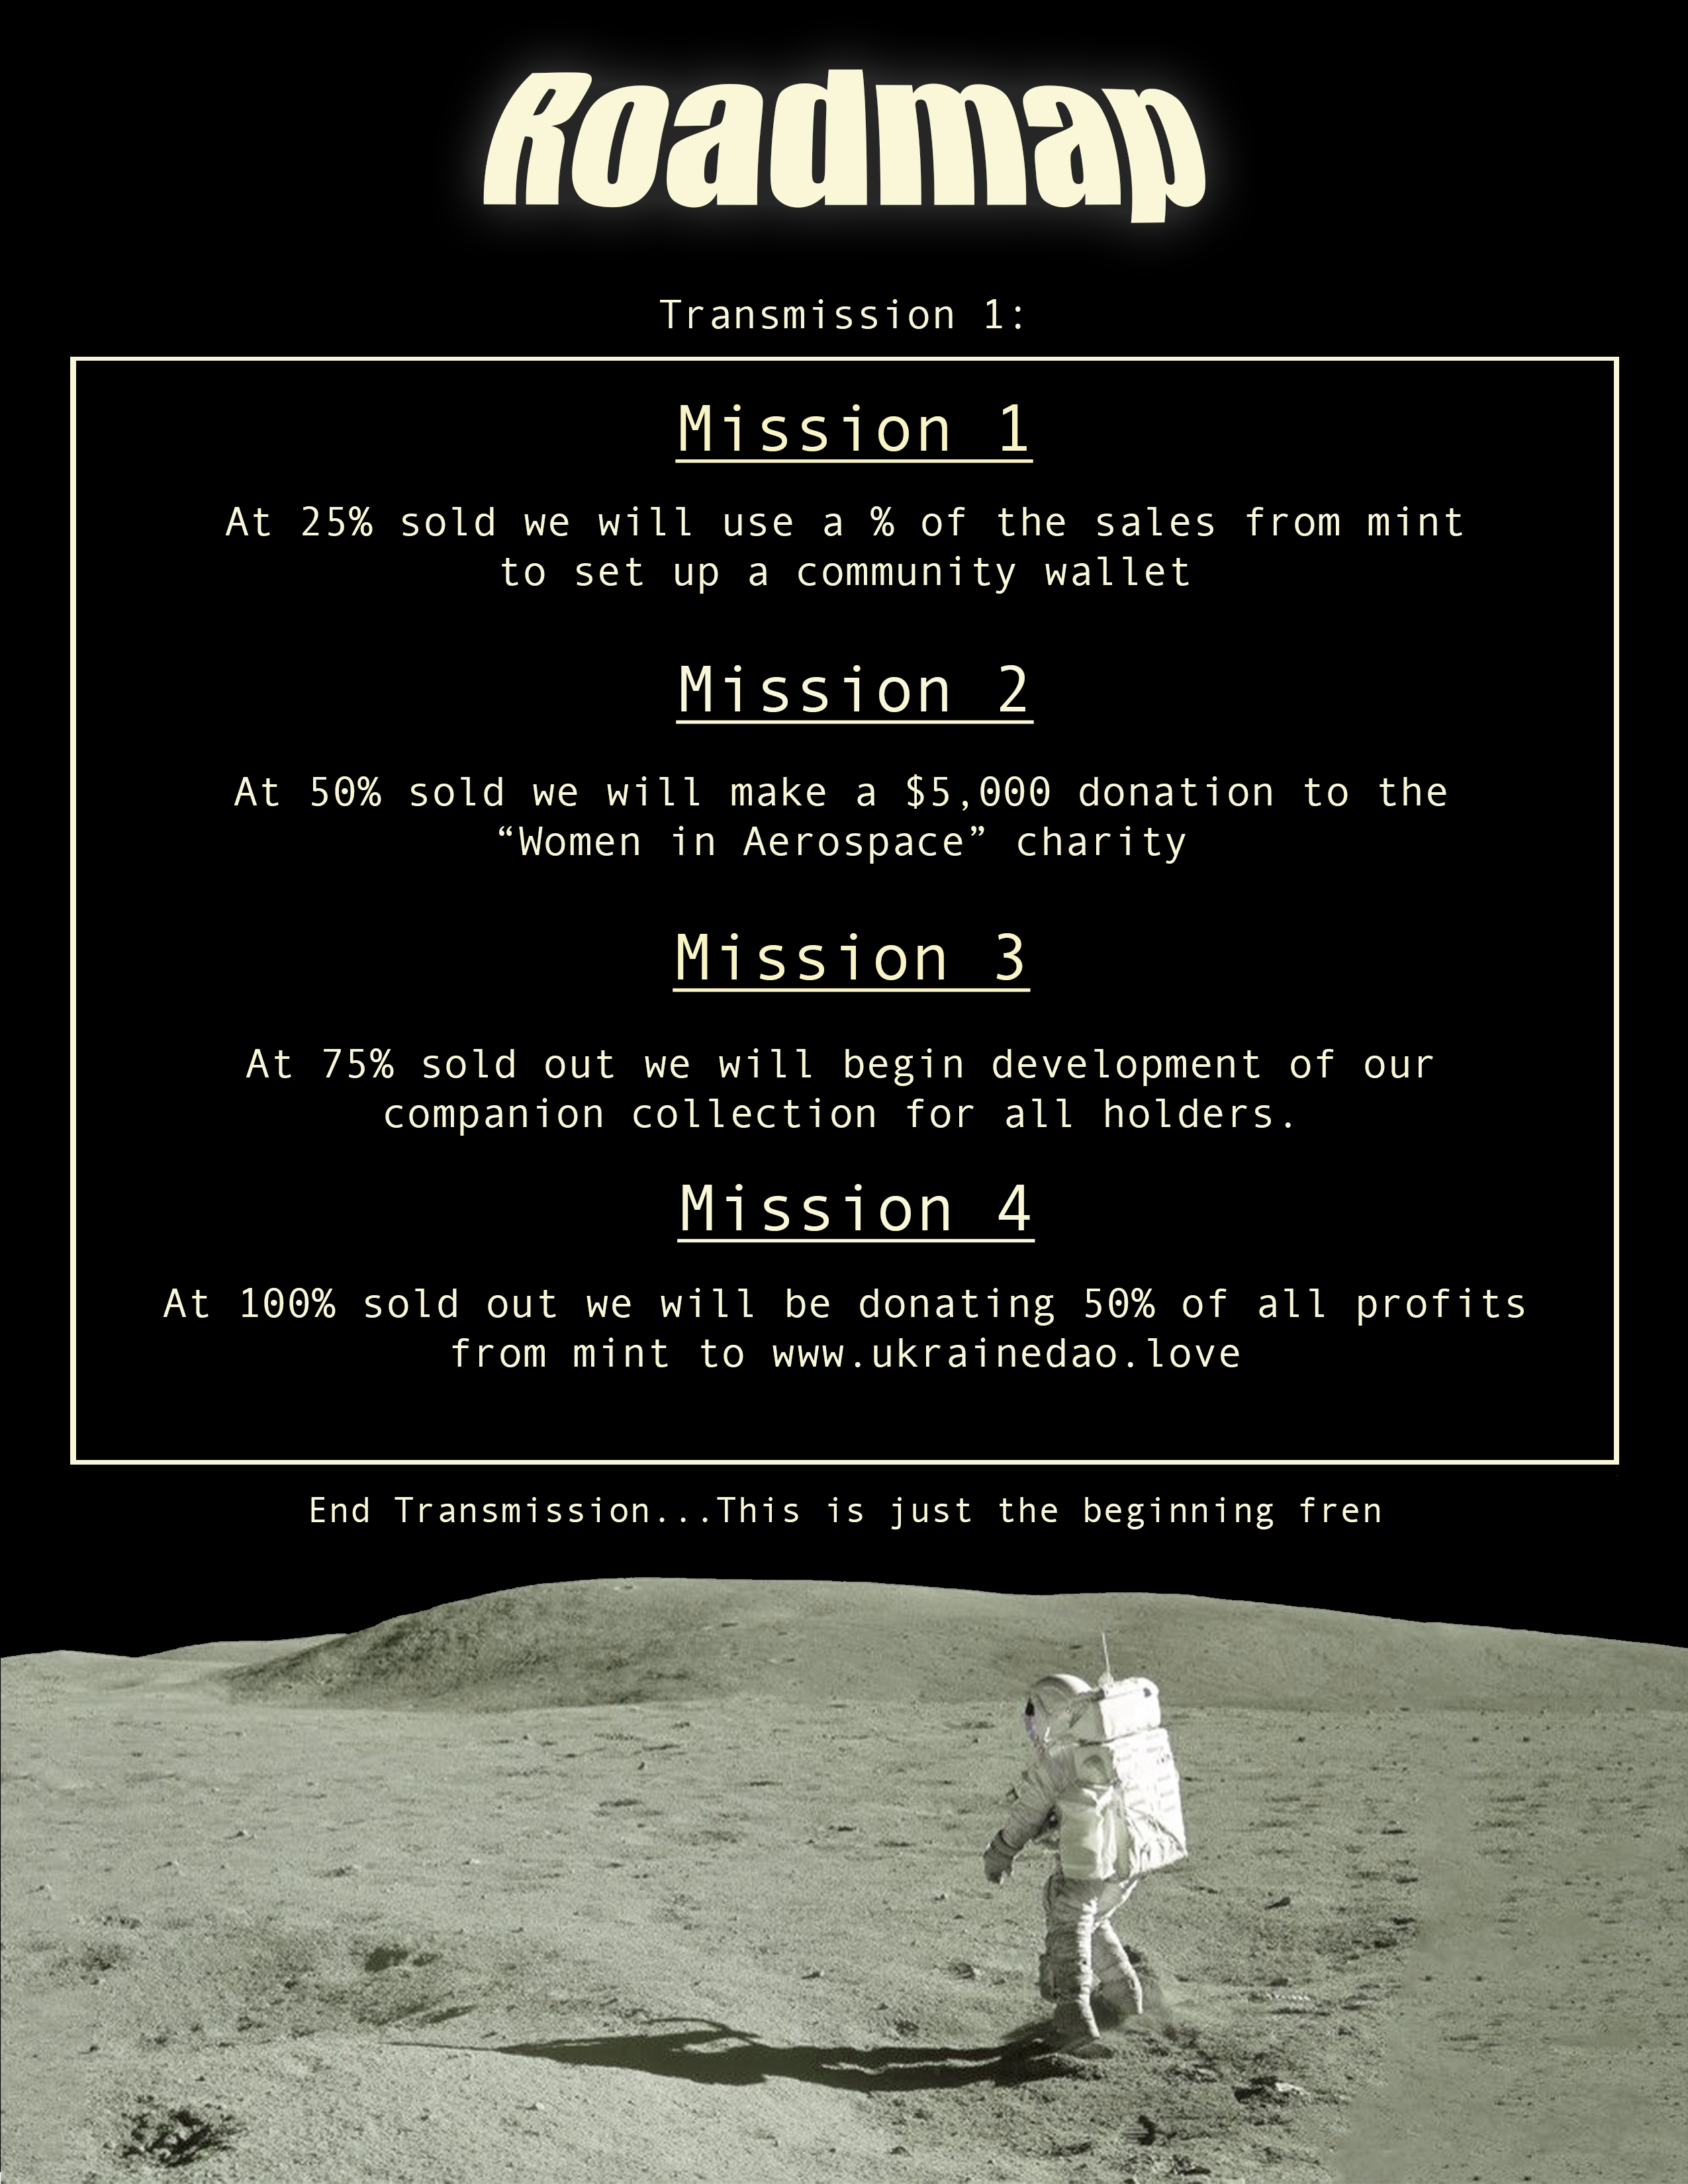 Roadmap
Transmission 1:
Mission 1
At 25% sold we will use a % of the sales from mint
to set up a community wallet
Mission 2
At 50% sold we will make a $5,000 donation to the
“Women in Aerospace” charity
Mission 3
At 75% sold out we will begin development of our
companion collection for all holders.
Mission 4
At 100% sold out we will be donating 50% of all profits
from mint to www.ukrainedao.love
End Transmission...This is just the beginning fren